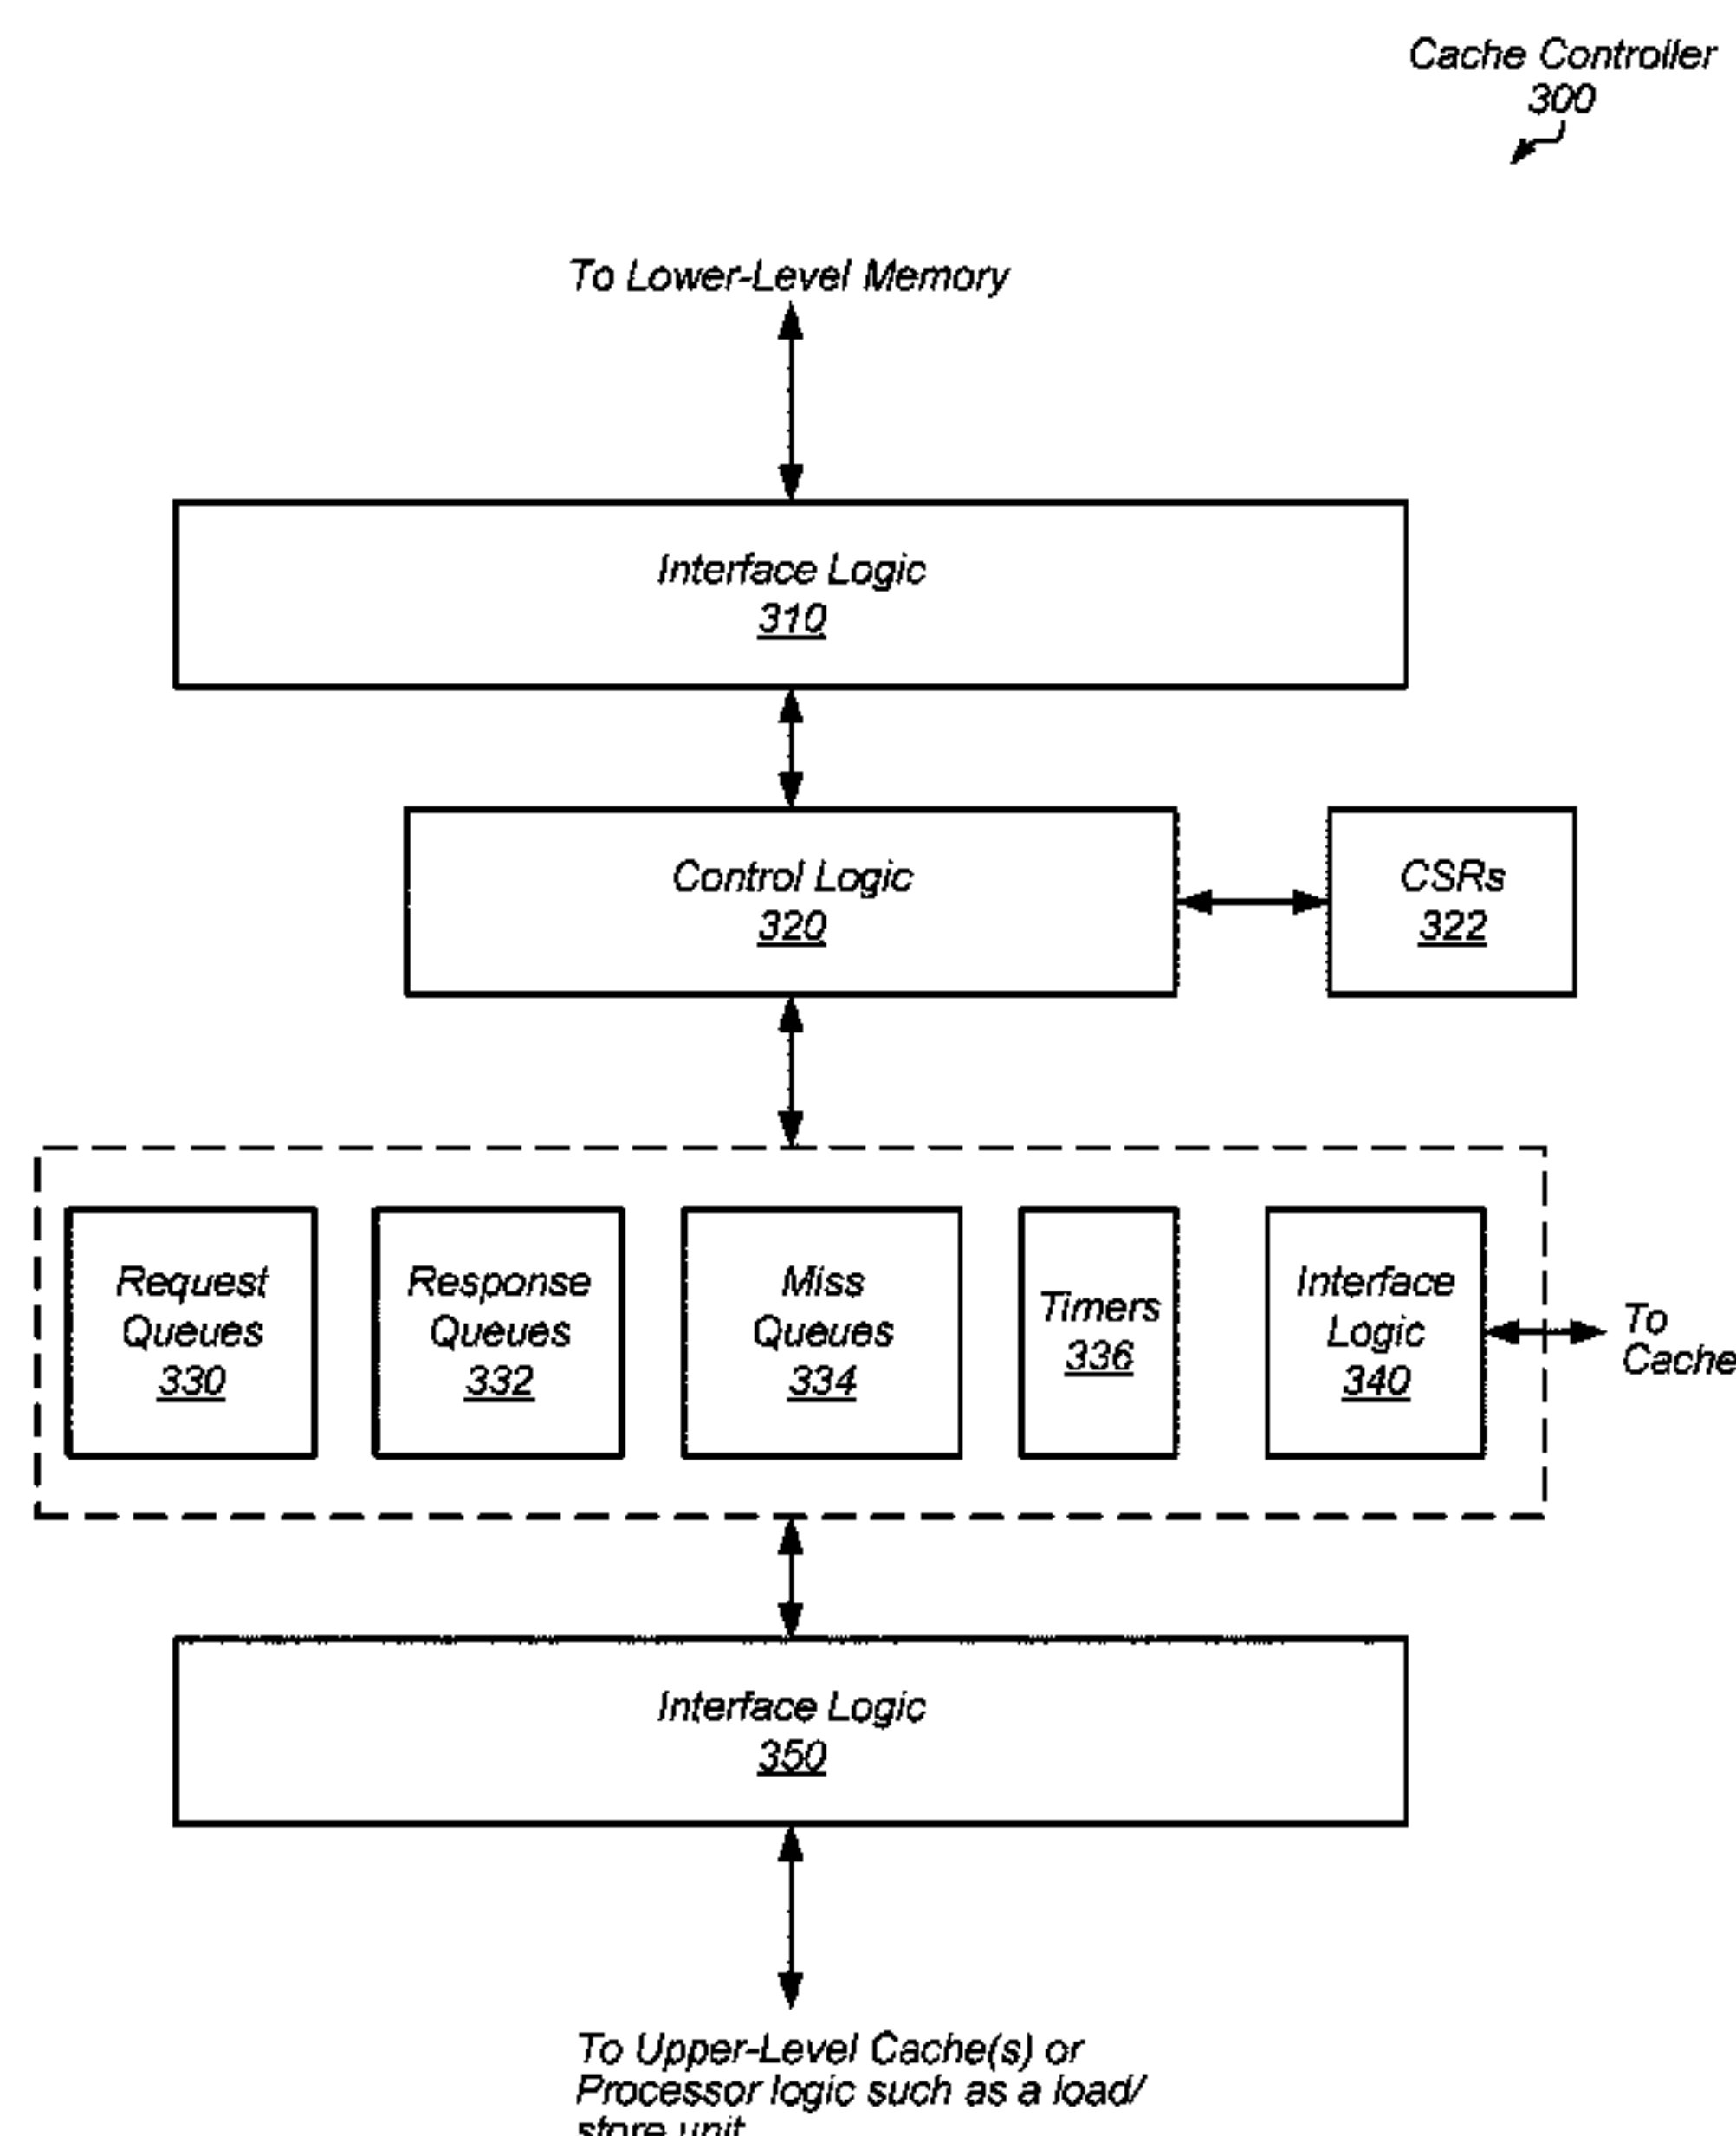 Cache Controller
300
To Lower-Level Memory
Interface Logic
310
Control Logic
320
CSRs
322
Request
Queues
330
Response
Queues
332
Miss
Queues
334
Timers
336
Interface
Logic
340
To
Cache
Interface Logic
350
To Upper-Level Cache(s) or
Processor logic such as a load/
store unit